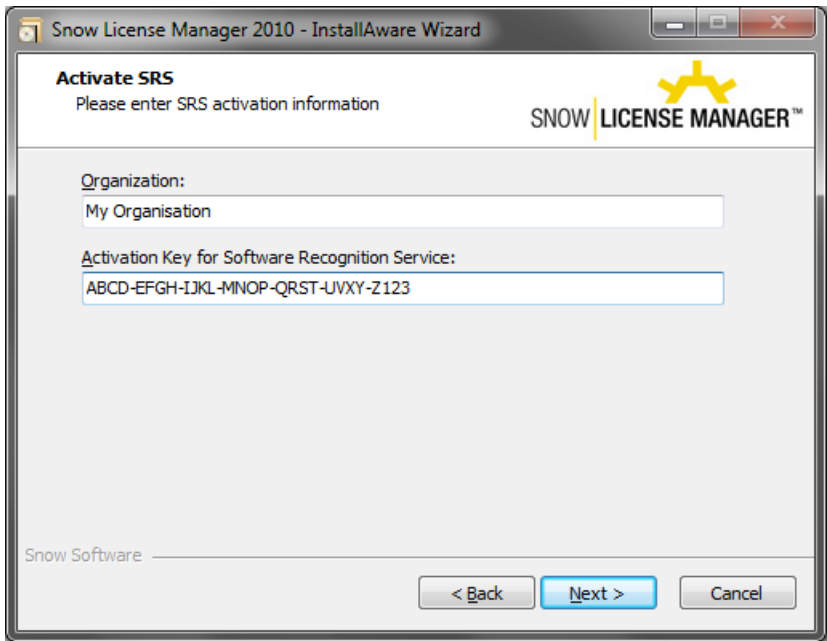 Snow License Manager 2010 - InstallAware Wizard
Activate SRS
Please enter SRS activation information
SNOW LICENSE MANAGER™
Organization:
My Organisation
Activation Key for Software Recognition Service:
ABCD-EFGH-IJKL-MNOP-QRST-UVXY-Z123
Snow Software
< Back Next > Cancel